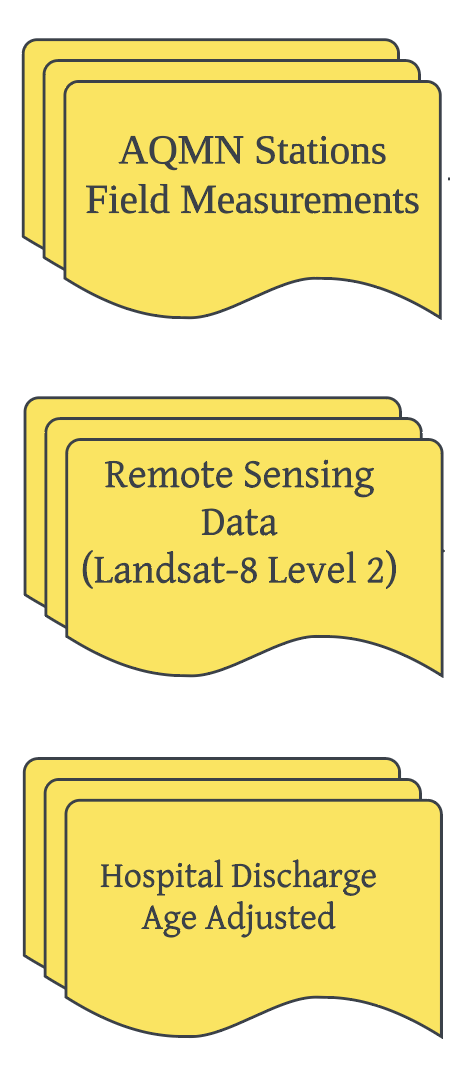 AQMN Stations
Field Measurements
Remote Sensing
Data
(Landsat-8 Level 2)
Hospital Discharge
Age Adjusted